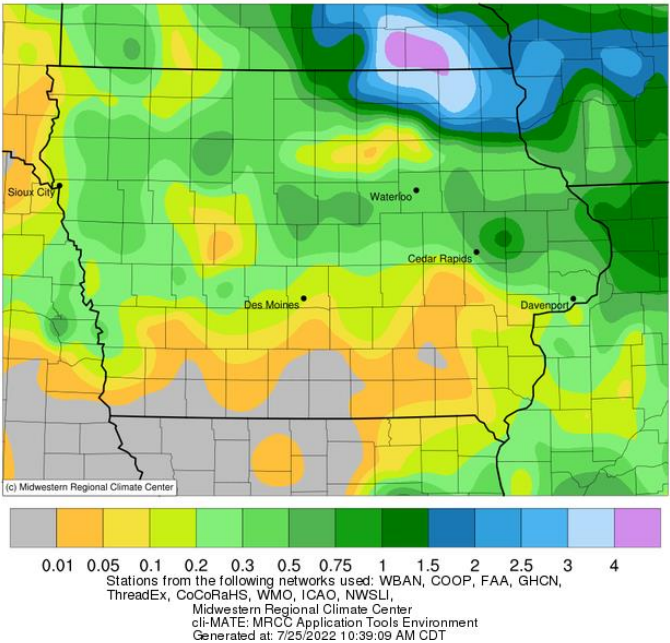 Sioux City
Waterloo
Cedar Rapids
Des Moines
Davenport
(c) Midwestern Regional Climate Center
0.01 0.05 0.1 0.2 0.3 0.5 0.75 1 1.5 2 2.5 3 4
Stations from the following networks used: WBAN, COOP, FAA, GHCN,
ThreadEx, CoCoRaHS, WMO, ICAO, NWSLI,
Midwestern Regional Climate Center
cli-MATE: MRCC Application Tools Environment
Generated at: 7/25/2022 10:39:09 AM CDT